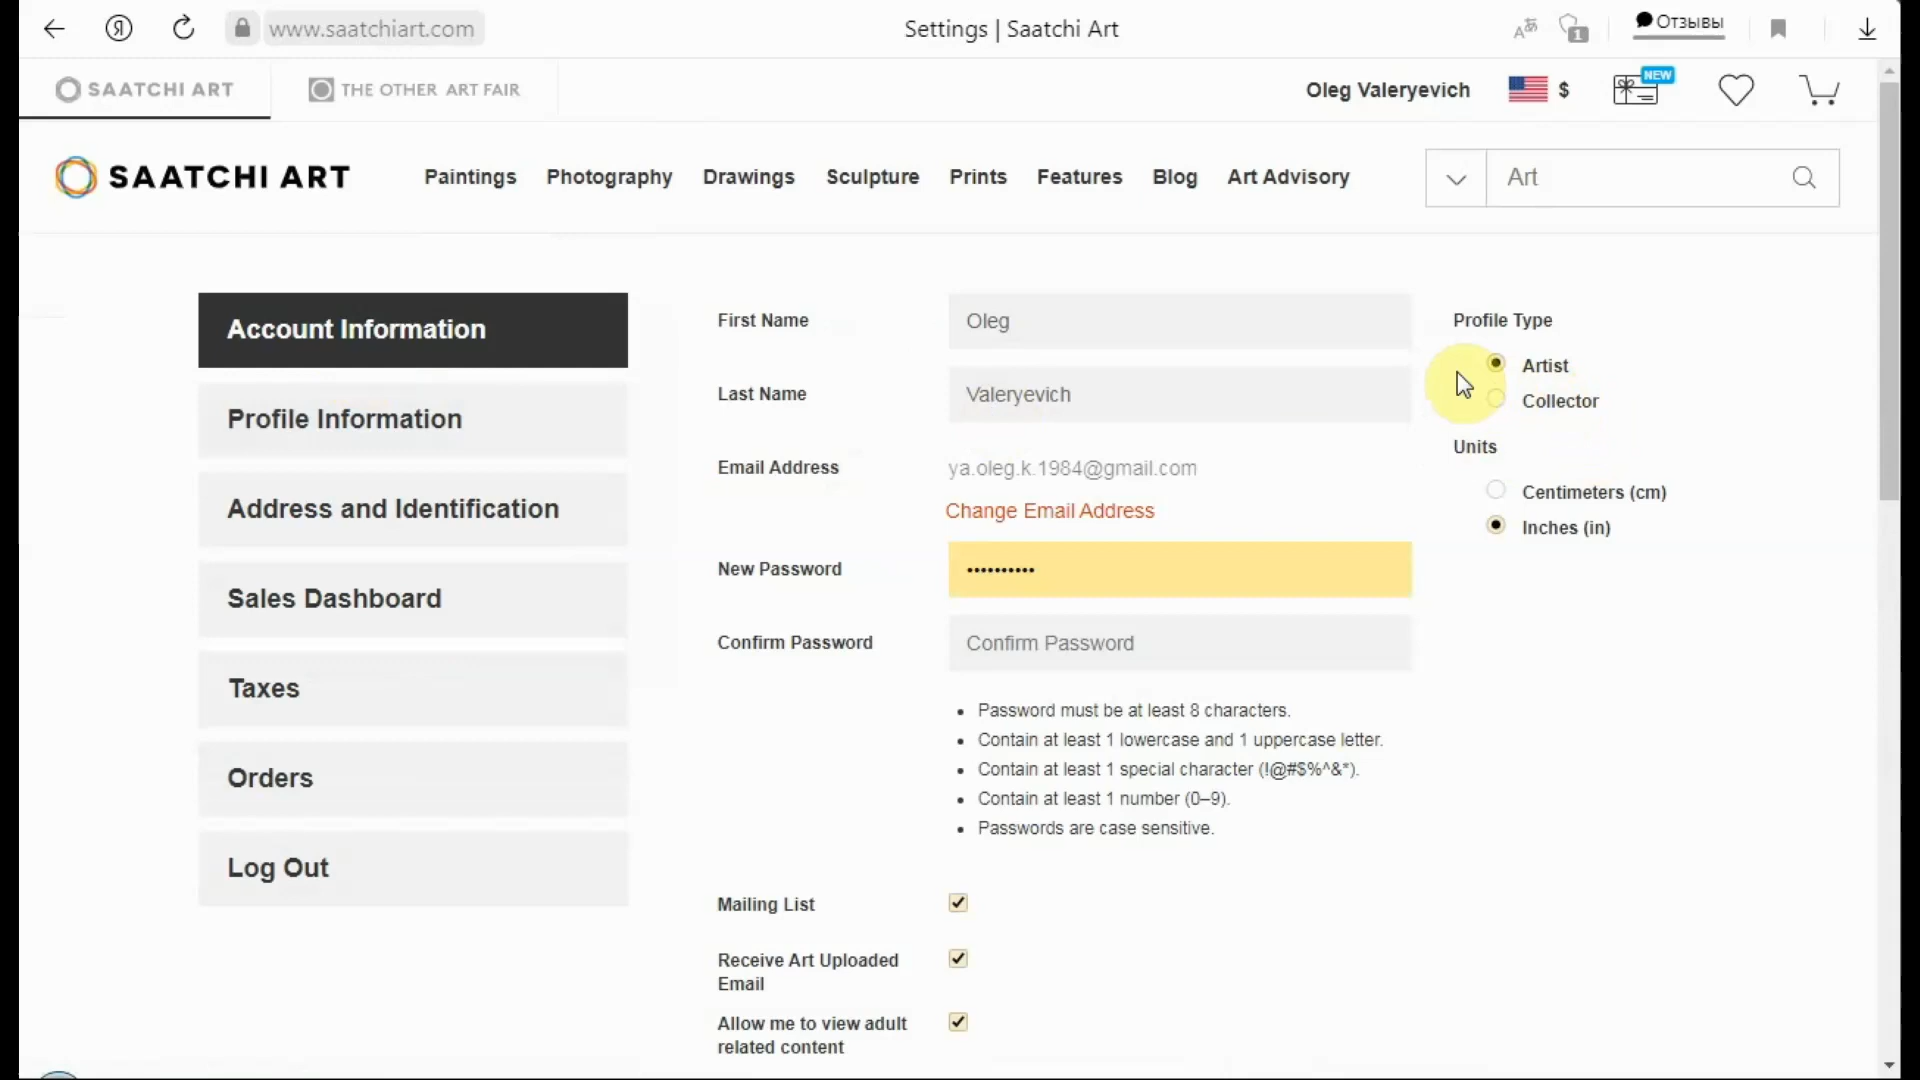 www.saatchiart.com
Settings | Saatchi Art
1
Отзывы
SAATCHI ART
THE OTHER ART FAIR
Oleg Valeryevich
$
NEW
SAATCHI ART
Paintings
Photography
Drawings
Sculpture
Prints
Features
Blog
Art Advisory
Art
Account Information
Profile Information
Address and Identification
Sales Dashboard
Taxes
Orders
Log Out
First Name
Oleg
Last Name
Valeryevich
Email Address
ya.oleg.k.1984@gmail.com
Change Email Address
New Password
••••••••••
Confirm Password
Confirm Password
• Password must be at least 8 characters.
• Contain at least 1 lowercase and 1 uppercase letter.
• Contain at least 1 special character (!@#$%^&*).
• Contain at least 1 number (0–9).
• Passwords are case sensitive.
Mailing List
Receive Art Uploaded
Email
Allow me to view adult
related content
Profile Type
Artist
Collector
Units
Centimeters (cm)
Inches (in)